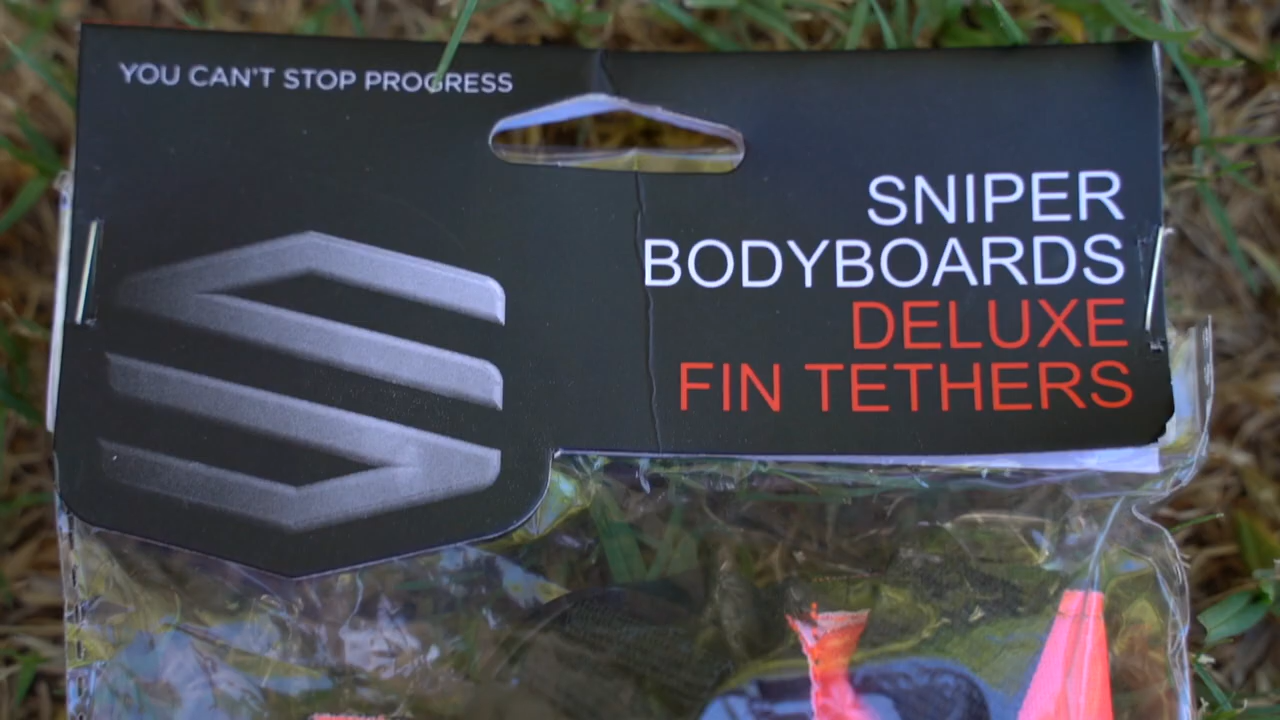 YOU CAN'T STOP PROGRESS
SNIPER
BODYBOARDS
DELUXE
FIN TETHERS